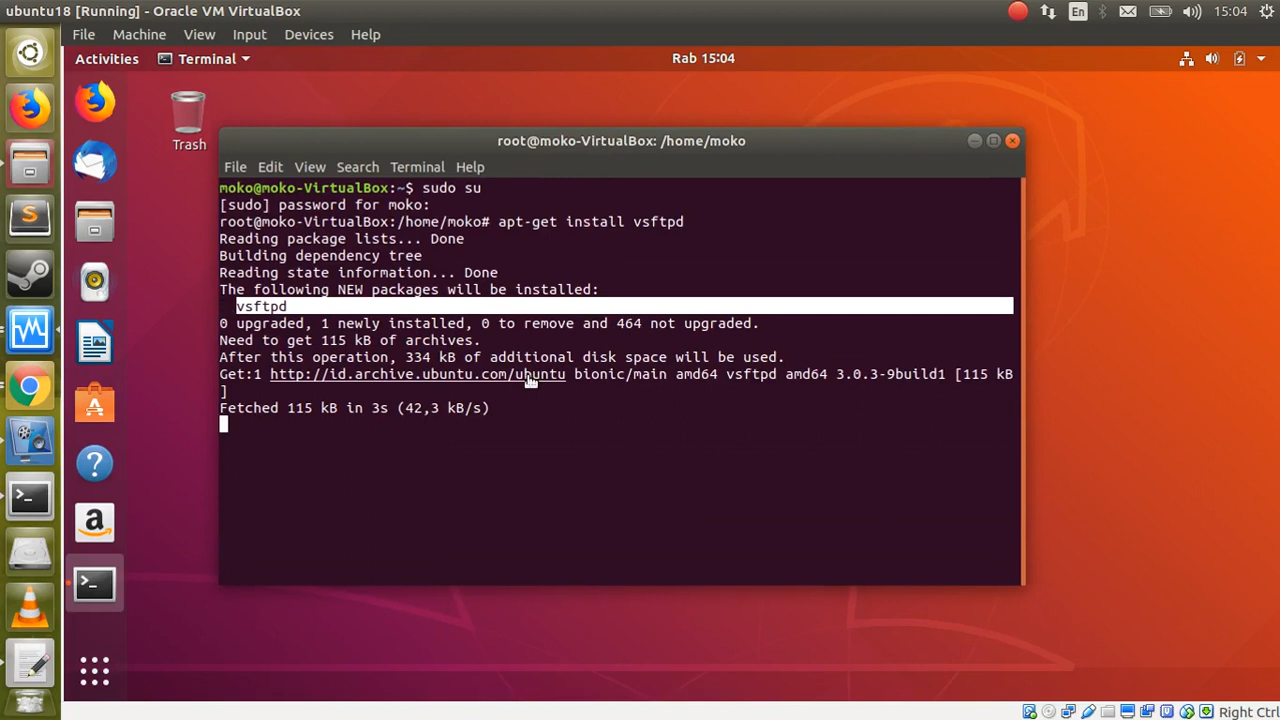 ubuntu18 [Running] - Oracle VM VirtualBox
En
15:04
File Machine View Input Devices Help
Activities
Terminal
Rab 15:04
Trash
root@moko-VirtualBox: /home/moko
File Edit View Search Terminal Help
moko@moko-VirtualBox:~$ sudo su
[sudo] password for moko:
root@moko-VirtualBox:/home/moko# apt-get install vsftpd
Reading package lists... Done
Building dependency tree
Reading state information... Done
The following NEW packages will be installed:
vsftpd
0 upgraded, 1 newly installed, 0 to remove and 464 not upgraded.
Need to get 115 kB of archives.
After this operation, 334 kB of additional disk space will be used.
Get:1 http://id.archive.ubuntu.com/ubuntu bionic/main amd64 vsftpd amd64 3.0.3-9build1 [115 kB
]
Fetched 115 kB in 3s (42,3 kB/s)
Right Ctrl